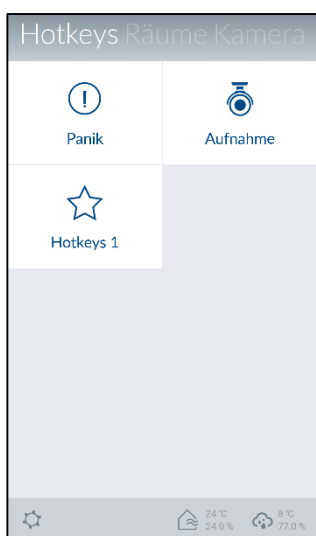 Hotkeys Räume Kamera
Panik
Aufnahme
Hotkeys 1
24 °C
24.0 %
8 °C
77.0 %